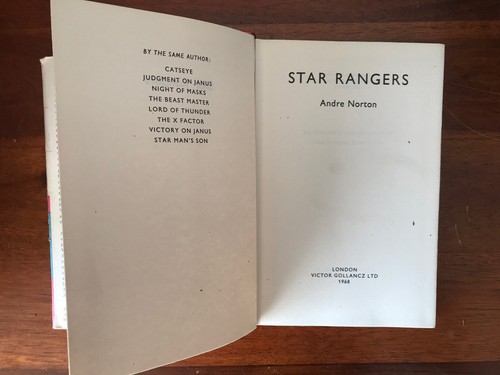 BY THE SAME AUTHOR:
CATSEYE
JUDGMENT ON JANUS
NIGHT OF MASKS
THE BEAST MASTER
LORD OF THUNDER
THE X FACTOR
VICTORY ON JANUS
STAR MAN'S SON
STAR RANGERS
Andre Norton
LONDON
VICTOR GOLLANCZ LTD
1968